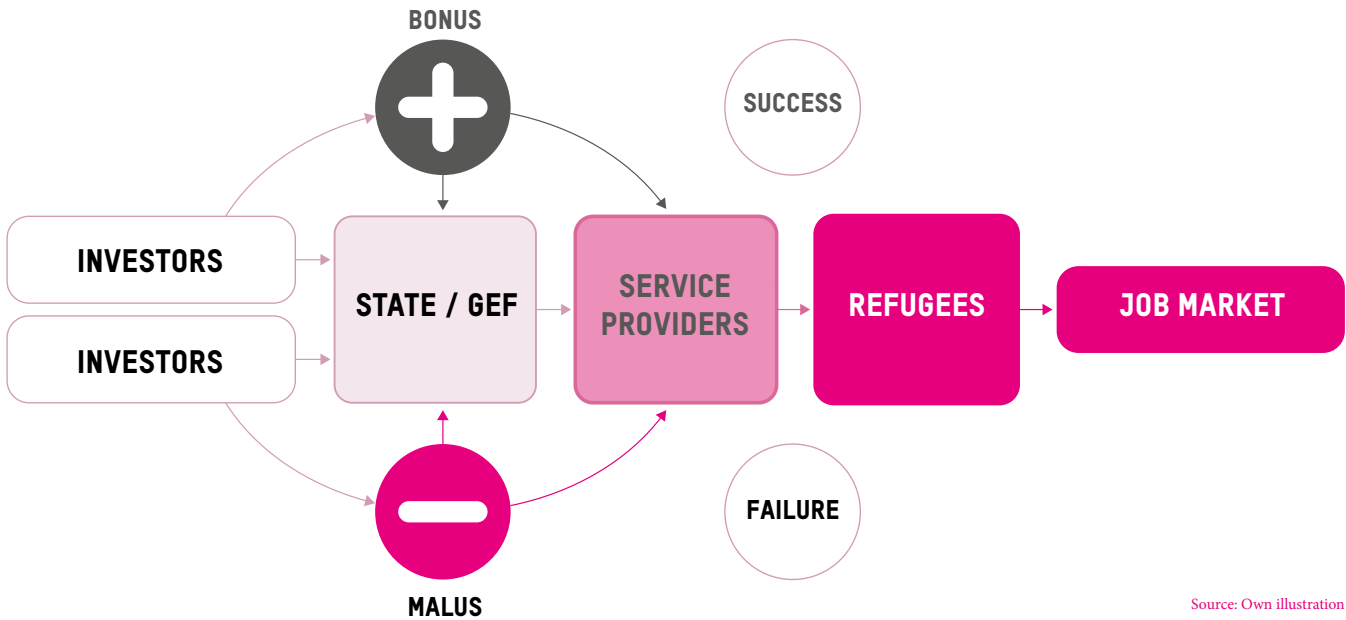 BONUS
SUCCESS
INVESTORS
INVESTORS
STATE / GEF
SERVICE
PROVIDERS
REFUGEES
JOB MARKET
FAILURE
MALUS
Source: Own illustration